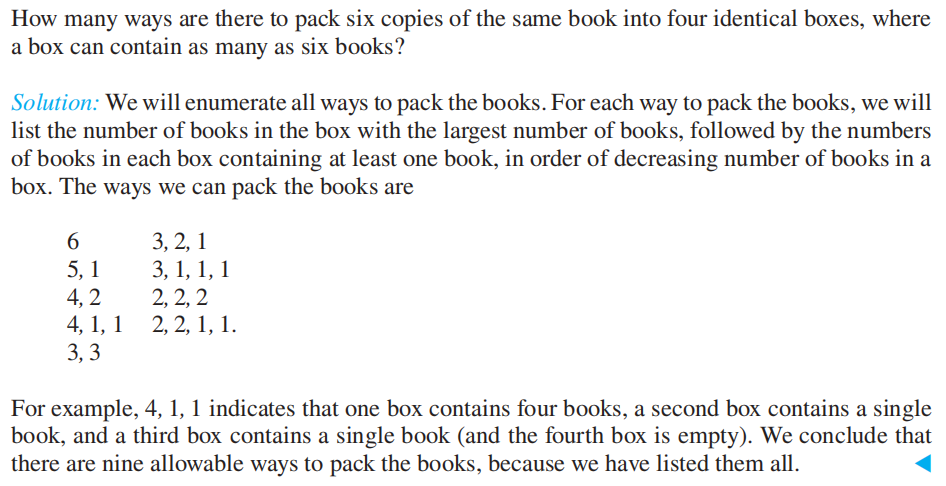 How many ways are there to pack six copies of the same book into four identical boxes, where
a box can contain as many as six books?
Solution: We will enumerate all ways to pack the books. For each way to pack the books, we will
list the number of books in the box with the largest number of books, followed by the numbers
of books in each box containing at least one book, in order of decreasing number of books in a
box. The ways we can pack the books are
6 3, 2, 1
5, 1 3, 1, 1, 1
4, 2 2, 2, 2
4, 1, 1 2, 2, 1, 1.
3, 3
For example, 4, 1, 1 indicates that one box contains four books, a second box contains a single
book, and a third box contains a single book (and the fourth box is empty). We conclude that
there are nine allowable ways to pack the books, because we have listed them all.